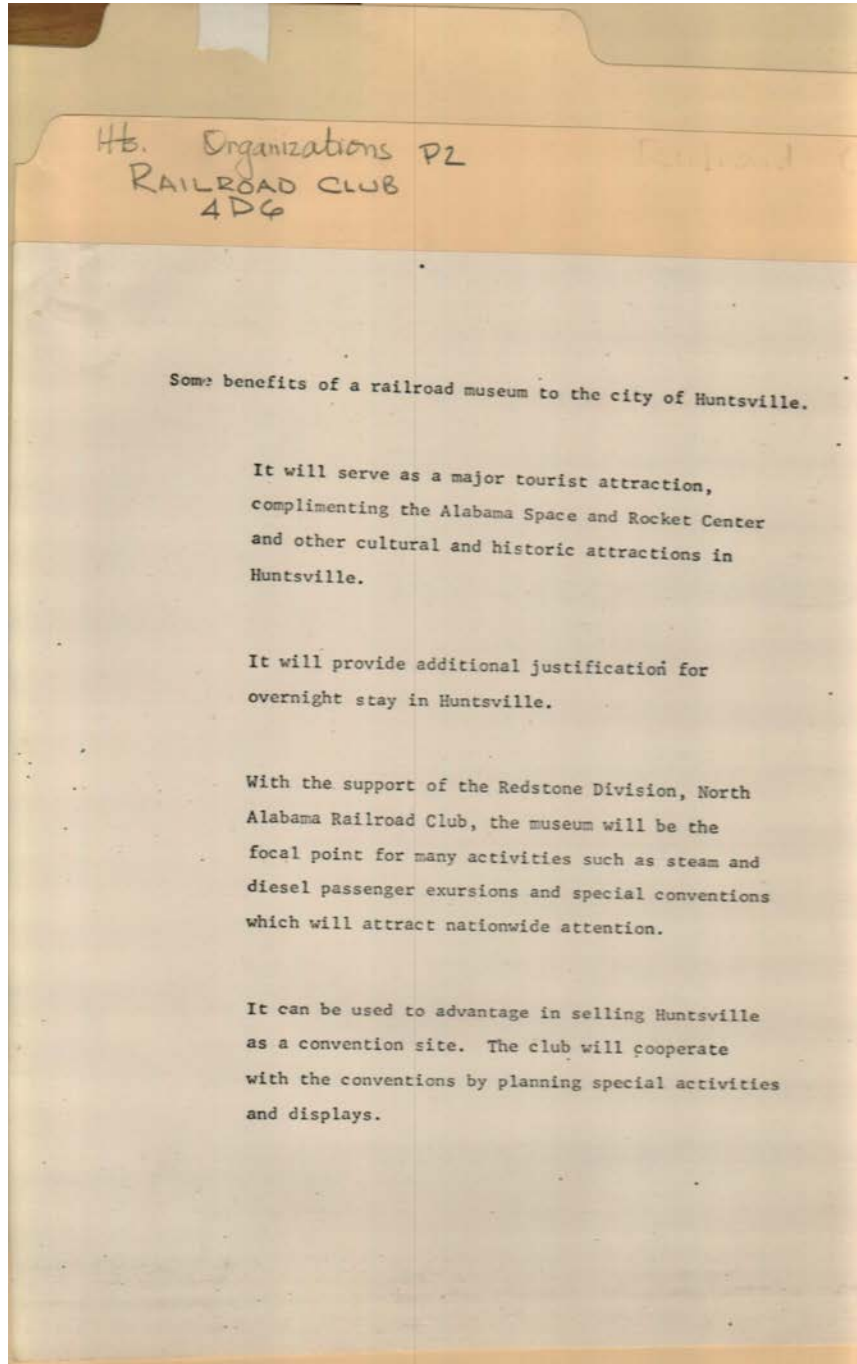 Hts. Organizations P2
RAILROAD CLUB
4D6
Some benefits of a railroad museum to the city of Huntsville.
It will serve as a major tourist attraction,
complimenting the Alabama Space and Rocket Center
and other cultural and historic attractions in
Huntsville.
It will provide additional justification for
overnight stay in Huntsville.
With the support of the Redstone Division, North
Alabama Railroad Club, the museum will be the
focal point for many activities such as steam and
diesel passenger exursions and special conventions
which will attract nationwide attention.
It can be used to advantage in selling Huntsville
as a convention site. The club will cooperate
with the conventions by planning special activities
and displays.